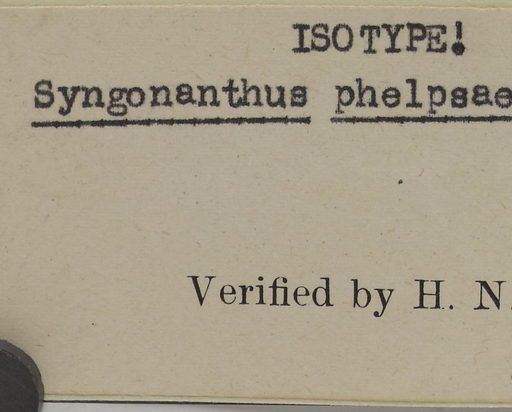 ISOTYPE!
Syngonanthus phelpsae
Verified by H. N.